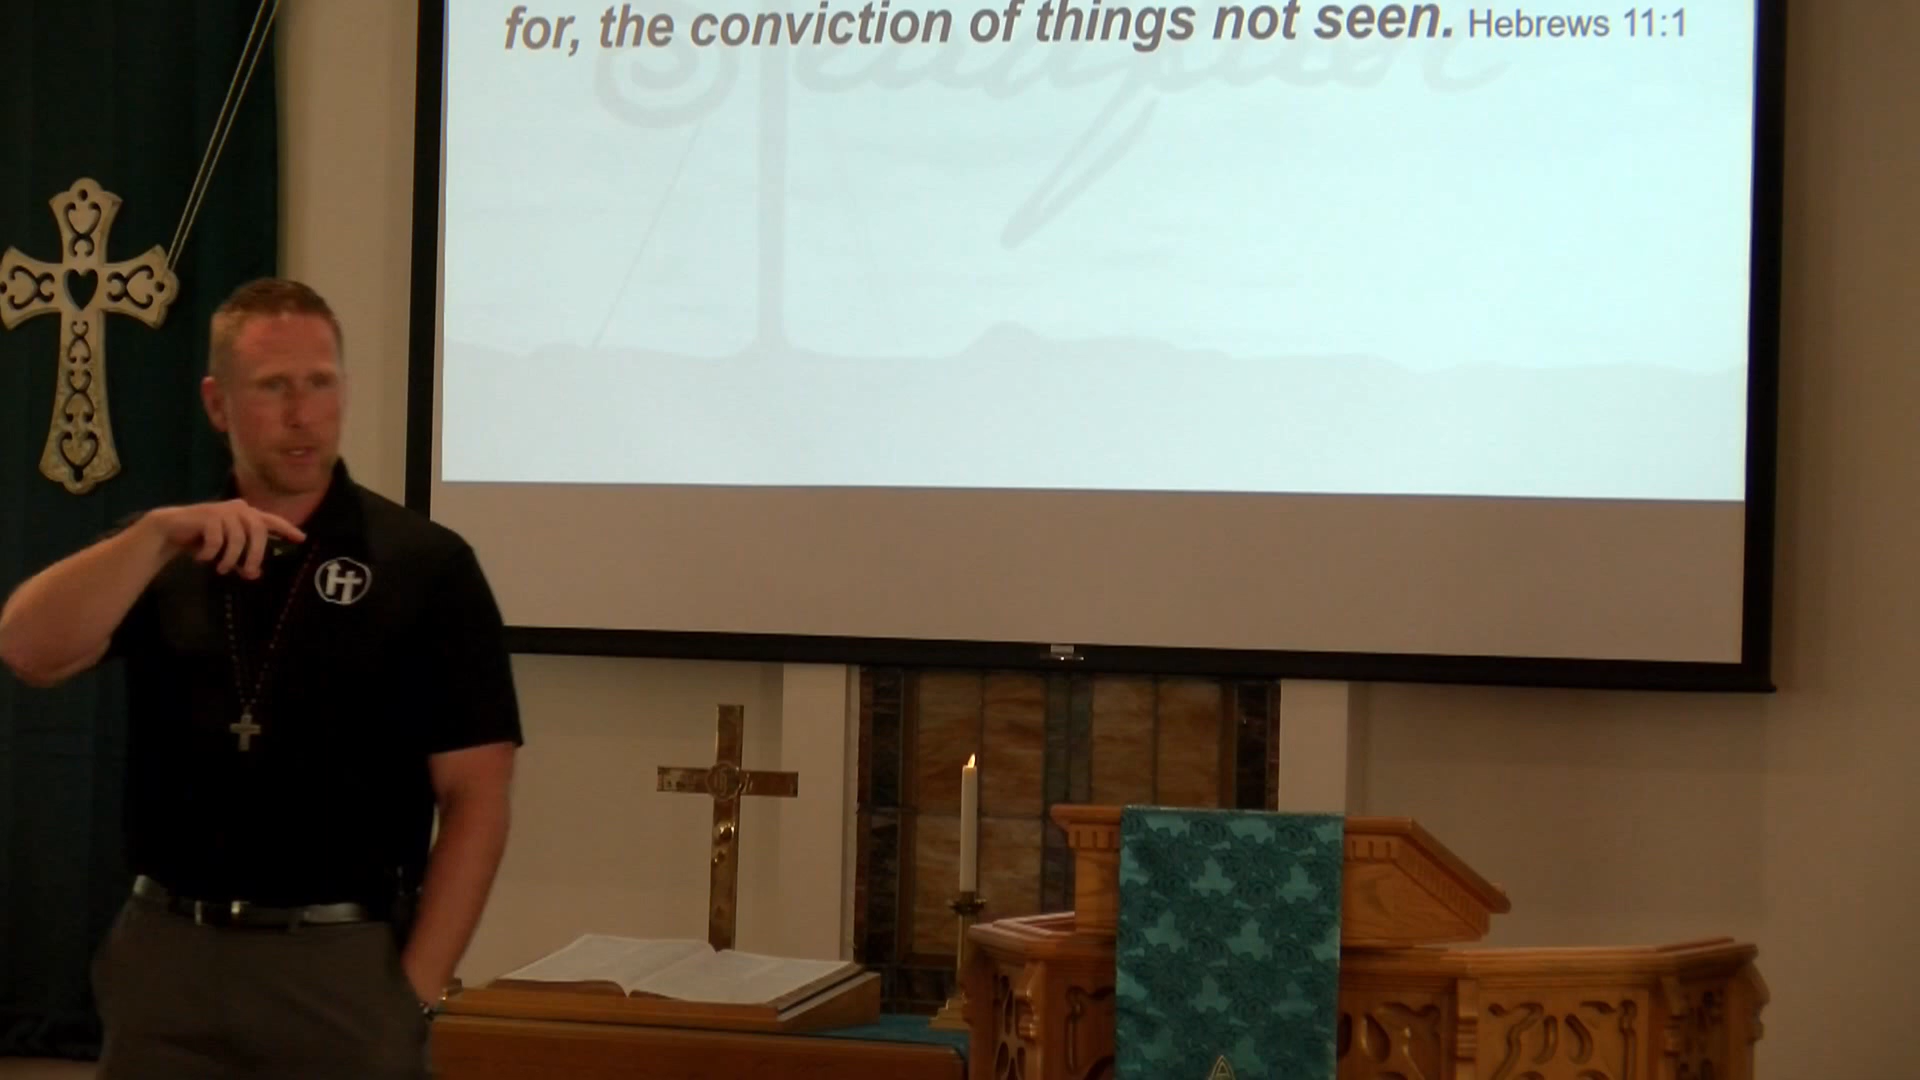 for, the conviction of things not seen. Hebrews 11:1